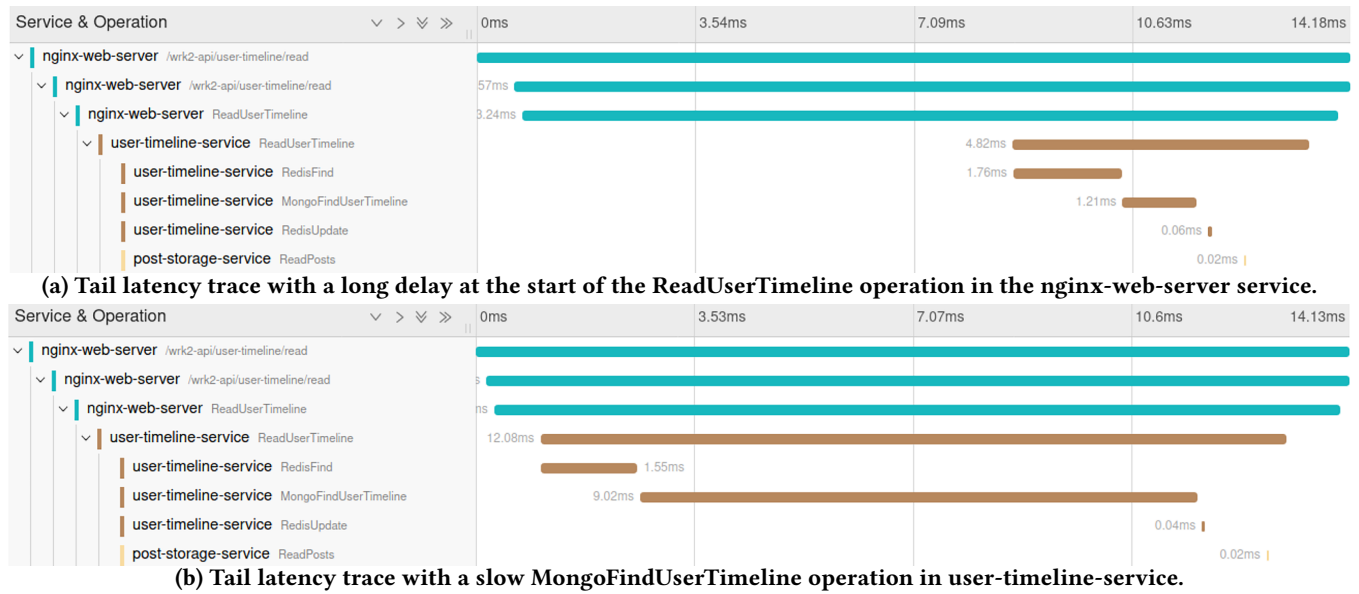 Service & Operation 0ms 3.54ms 7.09ms 10.63ms 14.18ms
nginx-web-server /wrk2-api/user-timeline/read
nginx-web-server /wrk2-api/user-timeline/read 57ms
nginx-web-server ReadUserTimeline 3.24ms
user-timeline-service ReadUserTimeline 4.82ms
user-timeline-service RedisFind 1.76ms
user-timeline-service MongoFindUserTimeline 1.21ms
user-timeline-service RedisUpdate 0.06ms
post-storage-service ReadPosts 0.02ms
(a) Tail latency trace with a long delay at the start of the ReadUserTimeline operation in the nginx-web-server service.
Service & Operation 0ms 3.53ms 7.07ms 10.6ms 14.13ms
nginx-web-server /wrk2-api/user-timeline/read
nginx-web-server /wrk2-api/user-timeline/read s
nginx-web-server ReadUserTimeline ms
user-timeline-service ReadUserTimeline 12.08ms
user-timeline-service RedisFind 1.55ms
user-timeline-service MongoFindUserTimeline 9.02ms
user-timeline-service RedisUpdate 0.04ms
post-storage-service ReadPosts 0.02ms
(b) Tail latency trace with a slow MongoFindUserTimeline operation in user-timeline-service.